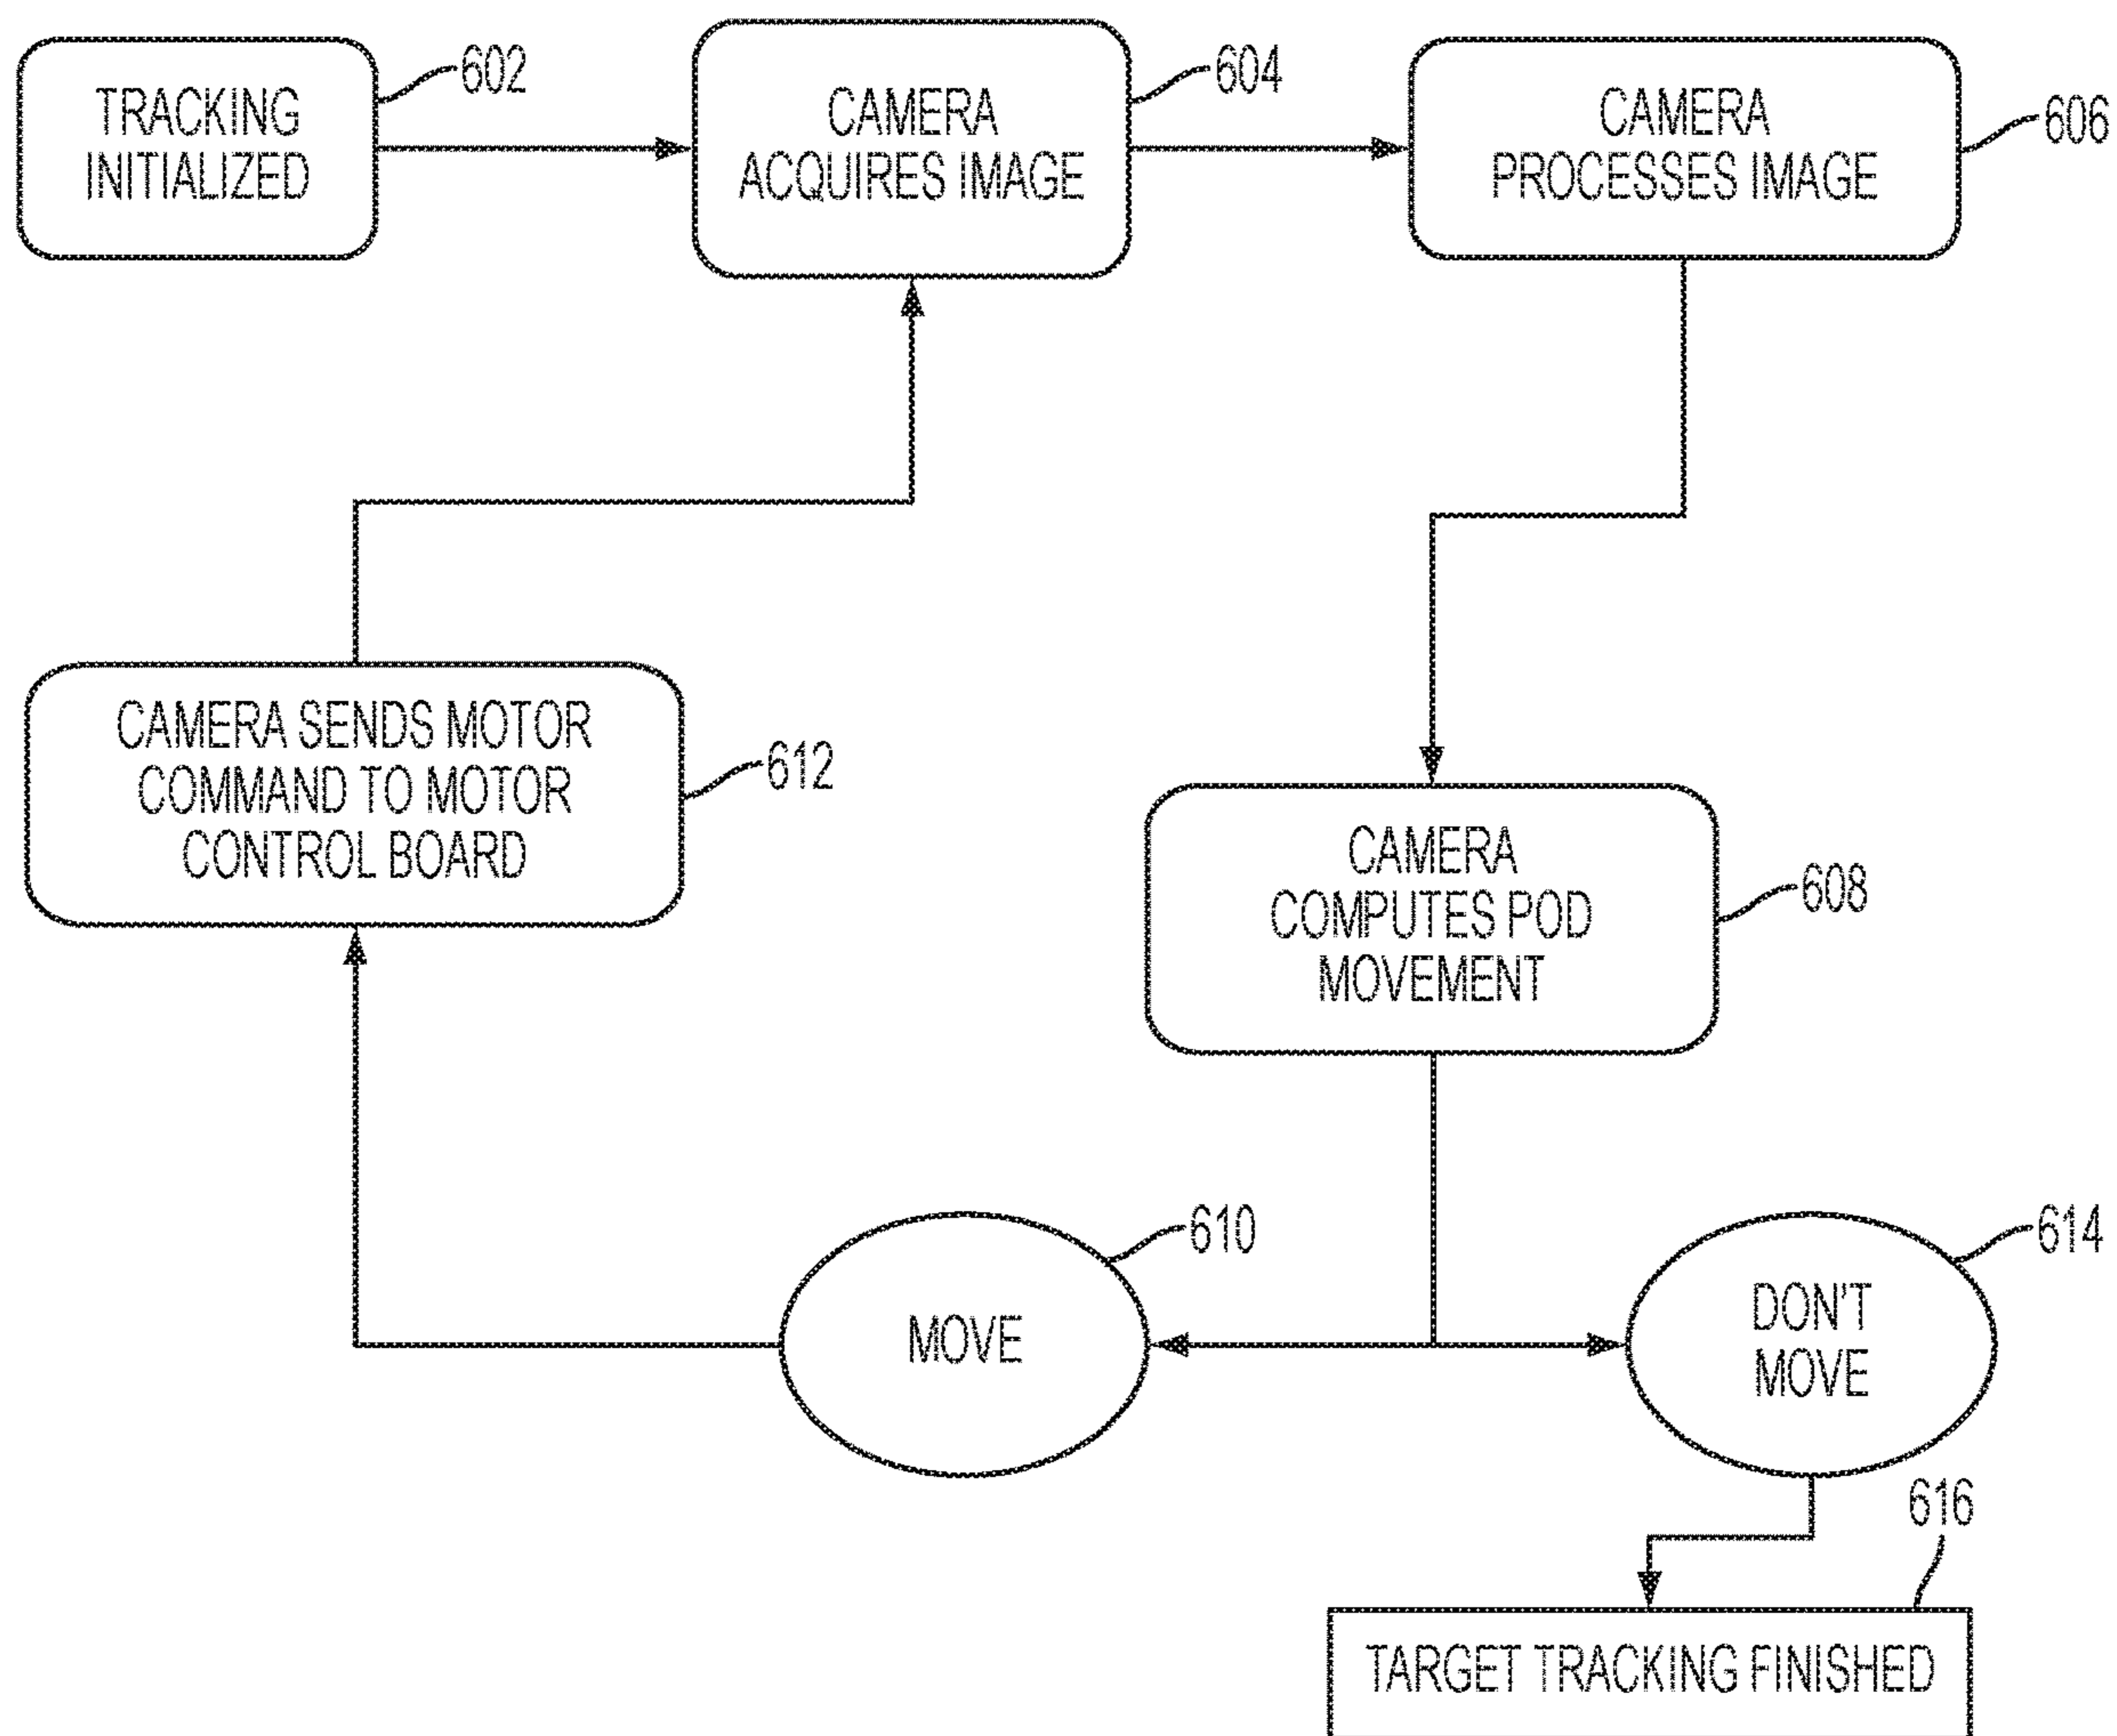 TRACKING
INITIALIZED
602
CAMERA
ACQUIRES IMAGE
604
CAMERA
PROCESSES IMAGE
606
CAMERA SENDS MOTOR
COMMAND TO MOTOR
CONTROL BOARD
612
CAMERA
COMPUTES POD
MOVEMENT
608
MOVE
610
DON'T
MOVE
614
616
TARGET TRACKING FINISHED